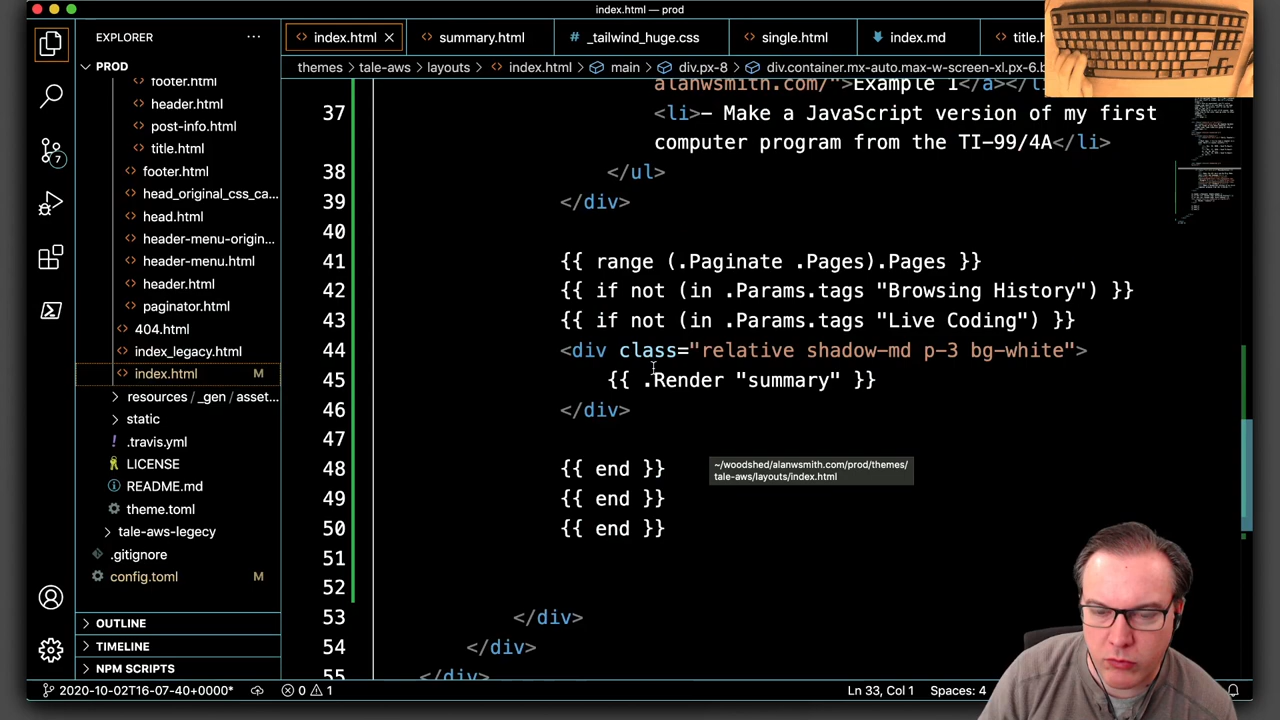 index.html — prod
EXPLORER
index.html
summary.html
_tailwind_huge.css
single.html
index.md
title.h
PROD
themes > tale-aws > layouts > index.html > main > div.px-8 > div.container.mx-auto.max-w-screen-xl.px-6.b
footer.html
header.html
post-info.html
title.html
footer.html
head_original_css_ca...
head.html
header-menu-origin...
header-menu.html
header.html
paginator.html
404.html
index_legacy.html
index.html M
resources / _gen / asset...
static
.travis.yml
LICENSE
README.md
theme.toml
tale-aws-legacy
.gitignore
config.toml M
OUTLINE
TIMELINE
NPM SCRIPTS
7
alanwsmith.com/">Example 1</a></l
37 <li>— Make a JavaScript version of my first
computer program from the TI-99/4A</li>
38 </ul>
39 </div>
40
41 {{ range (.Paginate .Pages).Pages }}
42 {{ if not (in .Params.tags "Browsing History") }}
43 {{ if not (in .Params.tags "Live Coding") }}
44 <div class="relative shadow-md p-3 bg-white">
45 {{ .Render "summary" }}
46 </div>
47
48 {{ end }}
49 {{ end }}
50 {{ end }}
51
52
53 </div>
54 </div>
55 </div>
~/woodshed/alanwsmith.com/prod/themes/
tale-aws/layouts/index.html
2020-10-02T16-07-40+0000* 0 1 Ln 33, Col 1 Spaces: 4